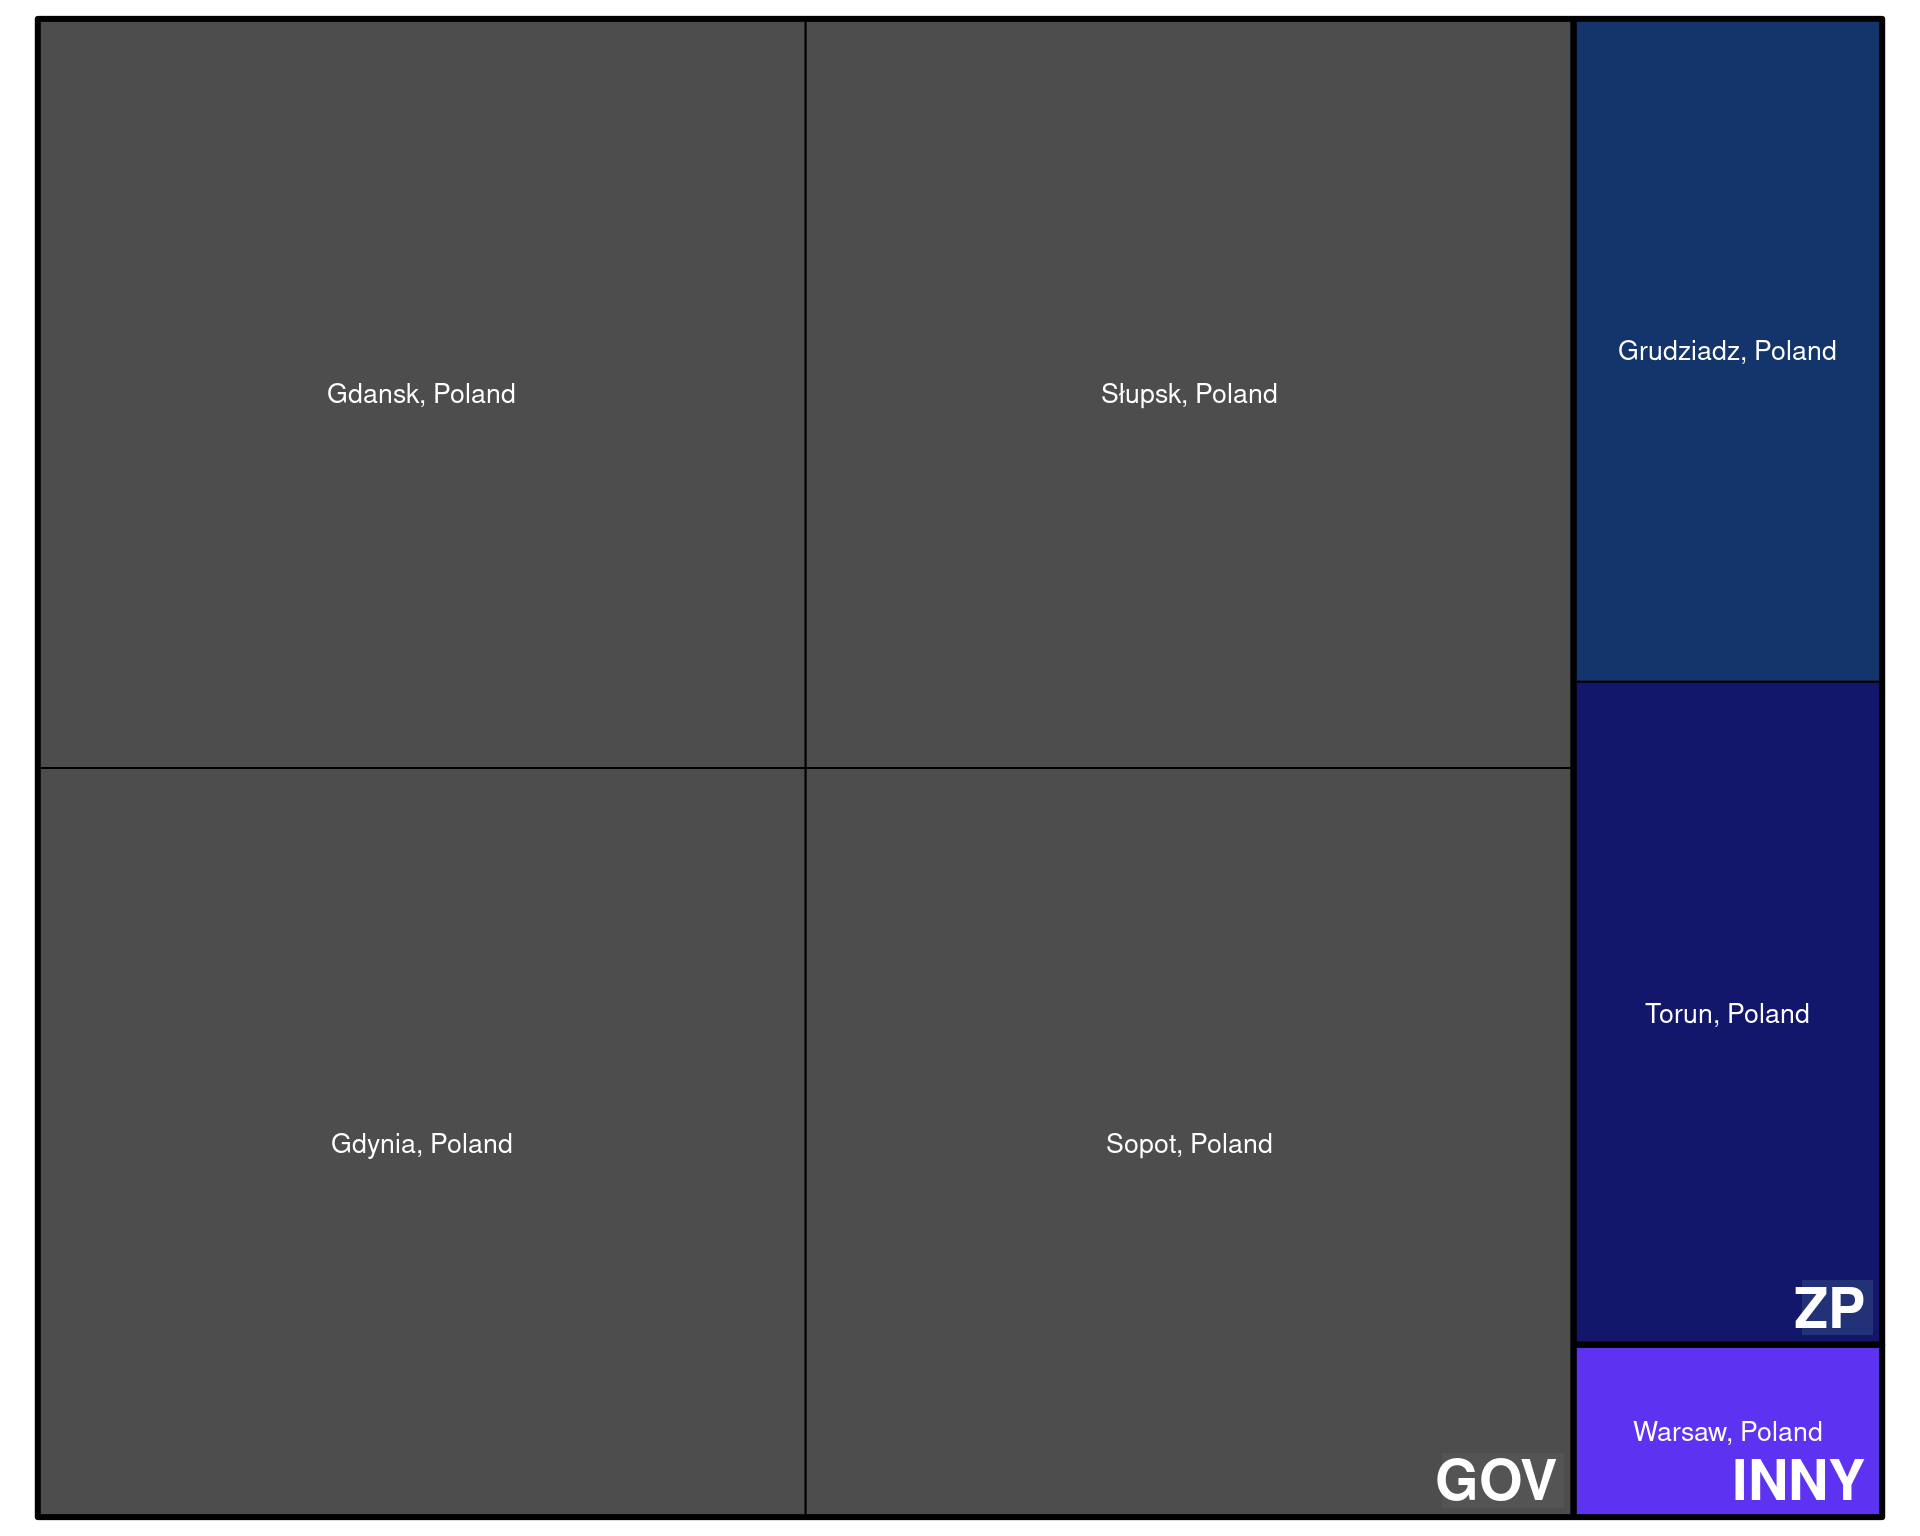 Gdansk, Poland
Słupsk, Poland
Grudziadz, Poland
Gdynia, Poland
Sopot, Poland
GOV
Torun, Poland
ZP
Warsaw, Poland
INNY